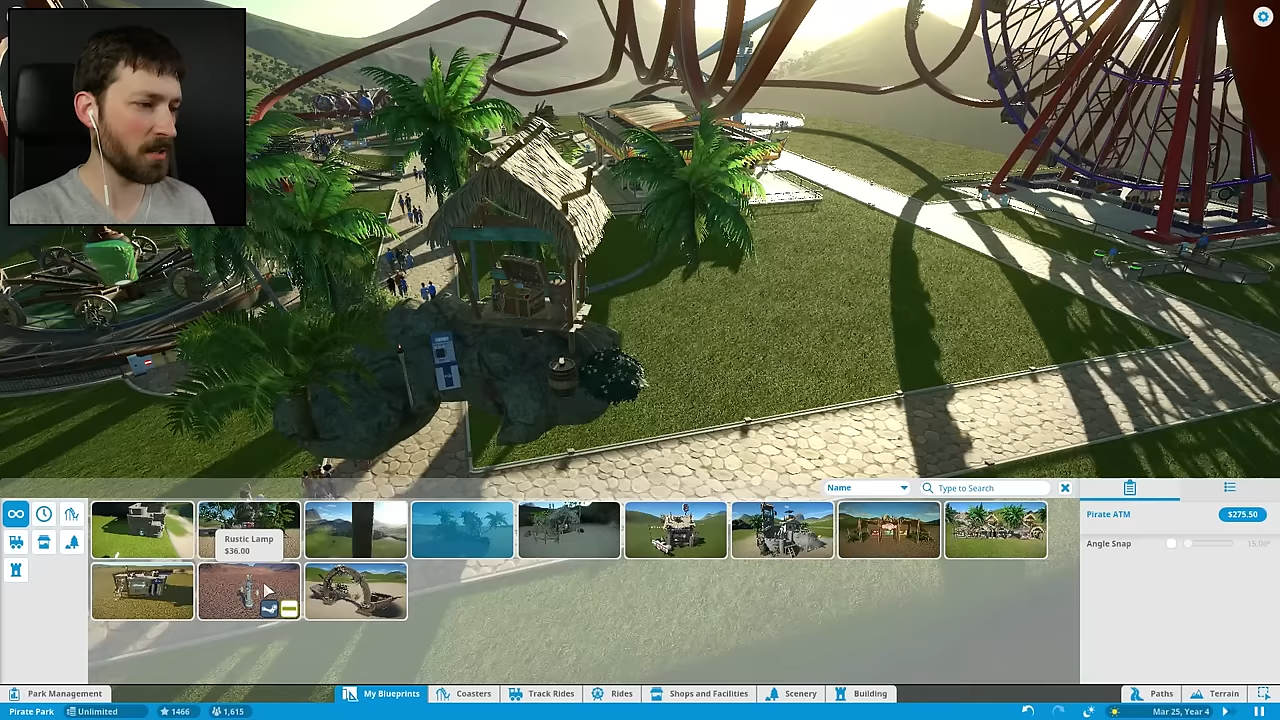 Name
Type to Search
Pirate ATM
$275.50
Angle Snap
15.00°
Rustic Lamp
$36.00
Park Management
My Blueprints
Coasters
Track Rides
Rides
Shops and Facilities
Scenery
Building
Paths
Terrain
Pirate Park
Unlimited
1466
1,615
Mar 25, Year 4